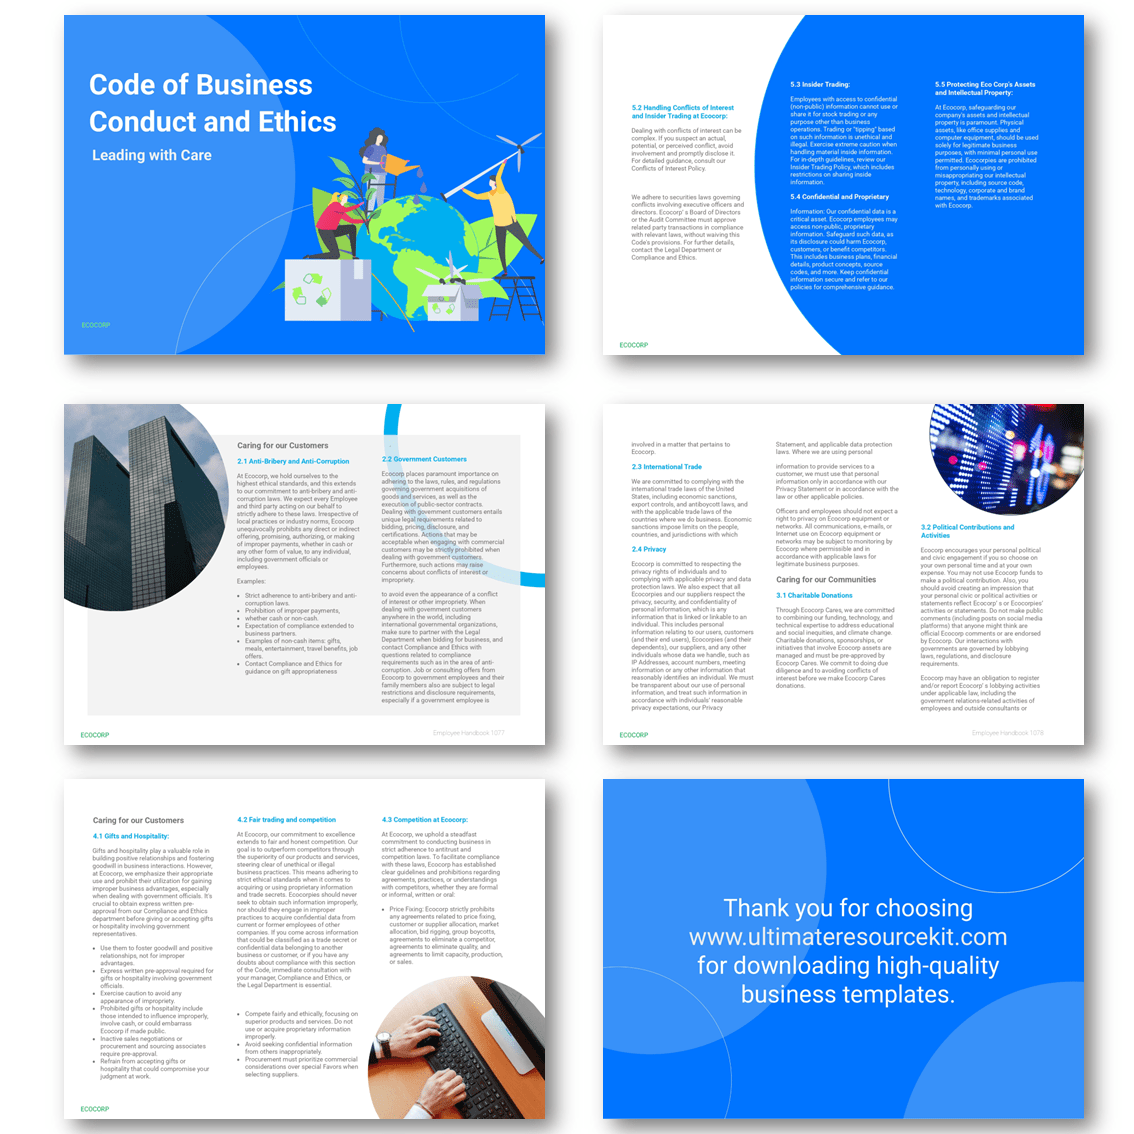 Code of Business
Conduct and Ethics
Leading with Care
ECOCORP
5.2 Handling Conflicts of Interest
and Insider Trading at Ecocorp:
Dealing with conflicts of interest can be
complex. If you suspect an actual,
potential, or perceived conflict, avoid
involvement and promptly disclose it.
For detailed guidance, consult our
Conflicts of Interest Policy.
We adhere to securities laws governing
conflicts involving executive officers and
directors. Ecocorp' s Board of Directors
or the Audit Committee must approve
related party transactions in compliance
with relevant laws, without waiving this
Code's provisions. For further details,
contact the Legal Department or
Compliance and Ethics.
5.3 Insider Trading:
Employees with access to confidential
(non-public) information cannot use or
share it for stock trading or any
purpose other than business
operations. Trading or "tipping" based
on such information is unethical and
illegal. Exercise extreme caution when
handling material inside information.
For in-depth guidelines, review our
Insider Trading Policy, which includes
restrictions on sharing inside
information.
5.4 Confidential and Proprietary
Information: Our confidential data is a
critical asset. Ecocorp employees may
access non-public, proprietary
information. Safeguard such data, as
its disclosure could harm Ecocorp,
customers, or benefit competitors.
This includes business plans, financial
details, product concepts, source
codes, and more. Keep confidential
information secure and refer to our
policies for comprehensive guidance.
5.5 Protecting Eco Corp's Assets
and Intellectual Property:
At Ecocorp, safeguarding our
company's assets and intellectual
property is paramount. Physical
assets, like office supplies and
computer equipment, should be used
solely for legitimate business
purposes, with minimal personal use
permitted. Ecocorpies are prohibited
from personally using or
misappropriating our intellectual
property, including source code,
technology, corporate and brand
names, and trademarks associated
with Ecocorp.
ECOCORP
Caring for our Customers
2.1 Anti-Bribery and Anti-Corruption
At Ecocorp, we hold ourselves to the
highest ethical standards, and this extends
to our commitment to anti-bribery and anti-
corruption laws. We expect every Employee
and third party acting on our behalf to
strictly adhere to these laws. Irrespective of
local practices or industry norms, Ecocorp
unequivocally prohibits any direct or indirect
offering, promising, authorizing, or making
of improper payments, whether in cash or
any other form of value, to any individual,
including government officials or
employees.
Examples:
• Strict adherence to anti-bribery and anti-
corruption laws.
• Prohibition of improper payments,
• whether cash or non-cash.
• Expectation of compliance extended to
business partners.
• Examples of non-cash items: gifts,
meals, entertainment, travel benefits, job
offers.
• Contact Compliance and Ethics for
guidance on gift appropriateness
2.2 Government Customers
Ecocorp places paramount importance on
adhering to the laws, rules, and regulations
governing government acquisitions of
goods and services, as well as the
execution of public-sector contracts.
Dealing with government customers entails
unique legal requirements related to
bidding, pricing, disclosure, and
certifications. Actions that may be
acceptable when engaging with commercial
customers may be strictly prohibited when
dealing with government customers.
Furthermore, such actions may raise
concerns about conflicts of interest or
impropriety.
to avoid even the appearance of a conflict
of interest or other impropriety. When
dealing with government customers
anywhere in the world, including
international governmental organizations,
make sure to partner with the Legal
Department when bidding for business, and
contact Compliance and Ethics with
questions related to compliance
requirements such as in the area of anti-
corruption. Job or consulting offers from
Ecocorp to government employees and their
family members also are subject to legal
restrictions and disclosure requirements,
especially if a government employee is
ECOCORP
Employee Handbook 1077
involved in a matter that pertains to
Ecocorp.
2.3 International Trade
We are committed to complying with the
international trade laws of the United
States, including economic sanctions,
export controls, and antiboycott laws, and
with the applicable trade laws of the
countries where we do business. Economic
sanctions impose limits on the people,
countries, and jurisdictions with which
2.4 Privacy
Ecocorp is committed to respecting the
privacy rights of individuals and to
complying with applicable privacy and data
protection laws. We also expect that all
Ecocorpies and our suppliers respect the
privacy, security, and confidentiality of
personal information, which is any
information that is linked or linkable to an
individual. This includes personal
information relating to our users, customers
(and their end users), Ecocorpies (and their
dependents), our suppliers, and any other
individuals whose data we handle, such as
IP Addresses, account numbers, meeting
information or any other information that
reasonably identifies an individual. We must
be transparent about our use of personal
information, and treat such information in
accordance with individuals' reasonable
privacy expectations, our Privacy
Statement, and applicable data protection
laws. Where we are using personal
information to provide services to a
customer, we must use that personal
information only in accordance with our
Privacy Statement or in accordance with the
law or other applicable policies.
Officers and employees should not expect a
right to privacy on Ecocorp equipment or
networks. All communications, e-mails, or
Internet use on Ecocorp equipment or
networks may be subject to monitoring by
Ecocorp where permissible and in
accordance with applicable laws for
legitimate business purposes.
Caring for our Communities
3.1 Charitable Donations
Through Ecocorp Cares, we are committed
to combining our funding, technology, and
technical expertise to address educational
and social inequities, and climate change.
Charitable donations, sponsorships, or
initiatives that involve Ecocorp assets are
managed and must be pre-approved by
Ecocorp Cares. We commit to doing due
diligence and to avoiding conflicts of
interest before we make Ecocorp Cares
donations.
3.2 Political Contributions and
Activities
Ecocorp encourages your personal political
and civic engagement if you so choose on
your own personal time and at your own
expense. You may not use Ecocorp funds to
make a political contribution. Also, you
should avoid creating an impression that
your personal civic or political activities or
statements reflect Ecocorp' s or Ecocorpies'
activities or statements. Do not make public
comments (including posts on social media
platforms) that anyone might think are
official Ecocorp comments or are endorsed
by Ecocorp. Our interactions with
governments are governed by lobbying
laws, regulations, and disclosure
requirements.
Ecocorp may have an obligation to register
and/or report Ecocorp' s lobbying activities
under applicable law, including the
government relations-related activities of
employees and outside consultants or
ECOCORP
Employee Handbook 1078
Caring for our Customers
4.1 Gifts and Hospitality:
Gifts and hospitality play a valuable role in
building positive relationships and fostering
goodwill in business interactions. However,
at Ecocorp, we emphasize their appropriate
use and prohibit their utilization for gaining
improper business advantages, especially
when dealing with government officials. It's
crucial to obtain express written pre-
approval from our Compliance and Ethics
department before giving or accepting gifts
or hospitality involving government
representatives.
• Use them to foster goodwill and positive
relationships, not for improper
advantages.
• Express written pre-approval required for
gifts or hospitality involving government
officials.
• Exercise caution to avoid any
appearance of impropriety.
• Prohibited gifts or hospitality include
those intended to influence improperly,
involve cash, or could embarrass
Ecocorp if made public.
• Inactive sales negotiations or
procurement and sourcing associates
require pre-approval.
• Refrain from accepting gifts or
hospitality that could compromise your
judgment at work.
4.2 Fair trading and competition
At Ecocorp, our commitment to excellence
extends to fair and honest competition. Our
goal is to outperform competitors through
the superiority of our products and services,
steering clear of unethical or illegal
business practices. This means adhering to
strict ethical standards when it comes to
acquiring or using proprietary information
and trade secrets. Ecocorpies should never
seek to obtain such information improperly,
nor should they engage in improper
practices to acquire confidential data from
current or former employees of other
companies. If you come across information
that could be classified as a trade secret or
confidential data belonging to another
business or customer, or if you have any
doubts about compliance with this section
of the Code, immediate consultation with
your manager, Compliance and Ethics, or
the Legal Department is essential.
• Compete fairly and ethically, focusing on
superior products and services. Do not
use or acquire proprietary information
improperly.
• Avoid seeking confidential information
from others inappropriately.
• Procurement must prioritize commercial
considerations over special Favors when
selecting suppliers.
4.3 Competition at Ecocorp:
At Ecocorp, we uphold a steadfast
commitment to conducting business in
strict adherence to antitrust and
competition laws. To facilitate compliance
with these laws, Ecocorp has established
clear guidelines and prohibitions regarding
agreements, practices, or understandings
with competitors, whether they are formal
or informal, written or oral:
• Price Fixing: Ecocorp strictly prohibits
any agreements related to price fixing,
customer or supplier allocation, market
allocation, bid rigging, group boycotts,
agreements to eliminate a competitor,
agreements to eliminate quality, and
agreements to limit capacity, production,
or sales.
ECOCORP
Thank you for choosing
www.ultimateresourcekit.com
for downloading high-quality
business templates.